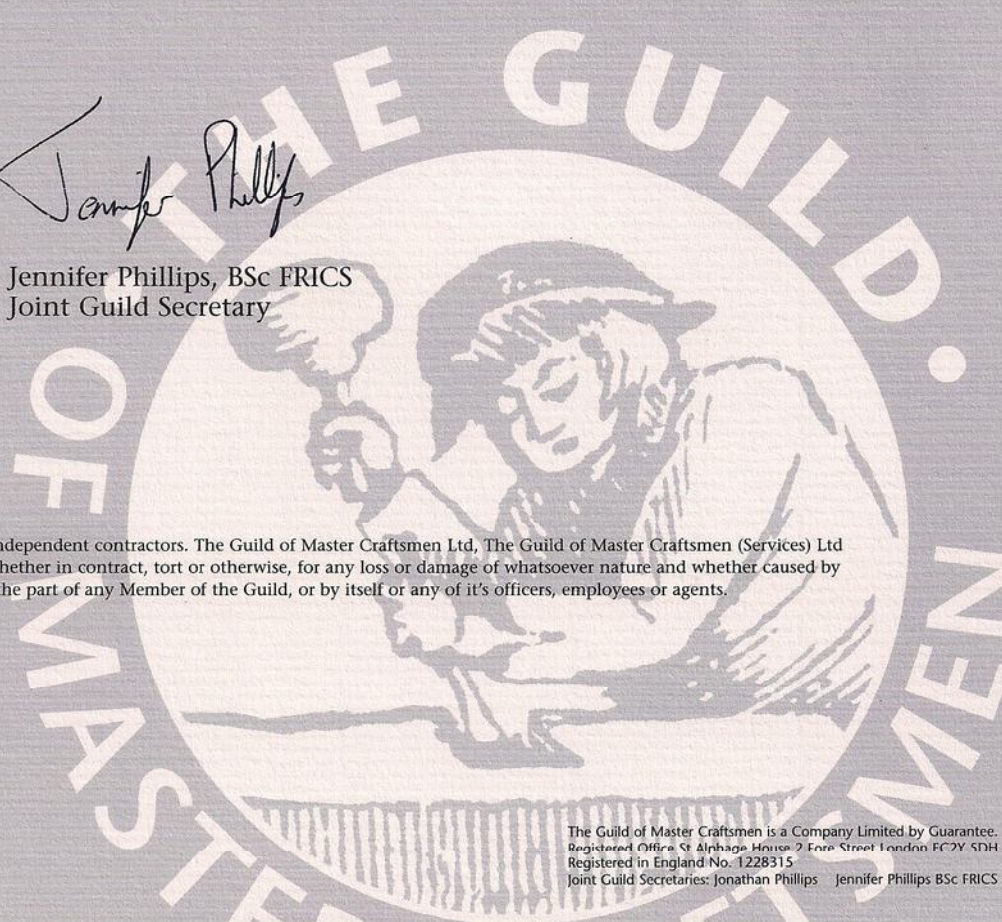 THE GUILD
OF MASTER CRAFTSMEN
Jennifer Phillips
Jennifer Phillips, BSc FRICS
Joint Guild Secretary
contractors. The Guild of Master Craftsmen Ltd, The Guild of Master Craftsmen (Services) Ltd
in contract, tort or otherwise, for any loss or damage of whatsoever nature and whether caused by
the part of any Member of the Guild, or by itself or any of it's officers, employees or agents.
The Guild of Master Craftsmen is a Company Limited by Guarantee.
Registered Office St Alphage House 2 Fore Street London EC2Y 5DH
Registered in England No. 1228315
Joint Guild Secretaries: Jonathan Phillips Jennifer Phillips BSc FRICS